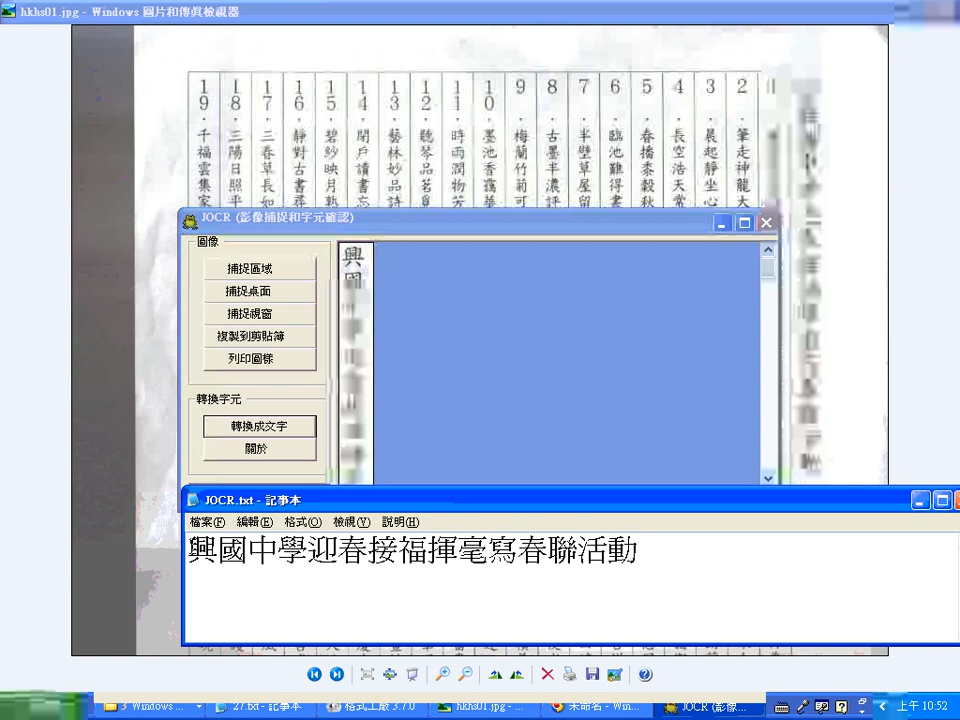 hkhs01.jpg - Windows 圖片和傳真檢視器
2．筆走神龍大
3．晨起靜坐心
4．長空浩天常
5．春播黍穀秋
6．臨池難得書
7．半壁草屋留
8．古墨半濃評
9．梅蘭竹菊可
10．墨池香靄華
11．時雨潤物芳
12．聽琴品茗
13．藝林妙品詩
14．閉戶讀書忘
15．碧紗映月
16．靜對古書尋
17．三春草長如
18．三陽日照平
19．千福雲集家
JOCR (影像捕捉和字元確認)
圖像
捕捉區域
捕捉桌面
捕捉視窗
複製到剪貼簿
列印圖樣
轉換字元
轉換成文字
關於
興國
JOCR.txt - 記事本
檔案(F) 編輯(E) 格式(O) 檢視(V) 說明(H)
興國中學迎春接福揮毫寫春聯活動
3 Windows ...
27.txt - 記事本
格式工廠 3.7.0
hkhs01.jpg - ...
未命名 - Win...
JOCR (影像...
上午 10:52